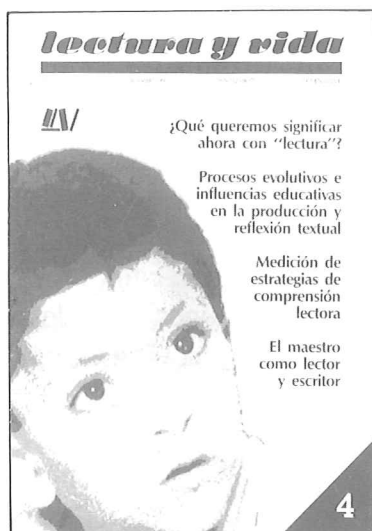 lectura y vida
¿Qué queremos significar
ahora con "lectura"?
Procesos evolutivos e
influencias educativas
en la producción y
reflexión textual
Medición de
estrategias de
comprensión
lectora
El maestro
como lector
y escritor
4